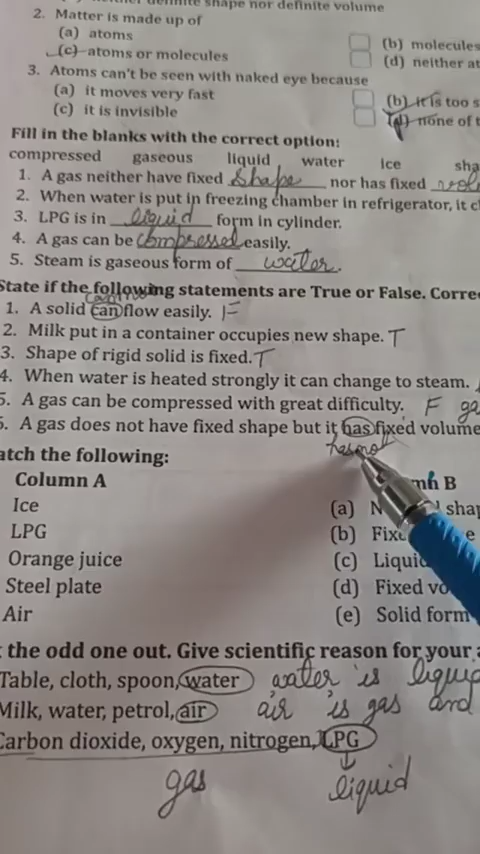 shape nor definite volume
2. Matter is made up of
(a) atoms
(b) molecules
(c) atoms or molecules
(d) neither at
3. Atoms can't be seen with naked eye because
(a) it moves very fast
(b) it is too s
(c) it is invisible
(d) none of t
Fill in the blanks with the correct option:
compressed gaseous liquid water ice sha
1. A gas neither have fixed shape nor has fixed vol
2. When water is put in freezing chamber in refrigerator, it c
3. LPG is in liquid form in cylinder.
4. A gas can be compressed easily.
5. Steam is gaseous form of water.
State if the following statements are True or False. Corre
cannot
1. A solid can flow easily. F
2. Milk put in a container occupies new shape. T
3. Shape of rigid solid is fixed. T
4. When water is heated strongly it can change to steam.
5. A gas can be compressed with great difficulty. F ga
6. A gas does not have fixed shape but it has fixed volume
has not
atch the following:
Column A
mn B
Ice
(a) N shap
LPG
(b) Fix e
Orange juice
(c) Liquid
Steel plate
(d) Fixed vo
Air
(e) Solid form
the odd one out. Give scientific reason for your a
Table, cloth, spoon, water water is liquid
Milk, water, petrol, air air is gas and
Carbon dioxide, oxygen, nitrogen, LPG
gas liquid